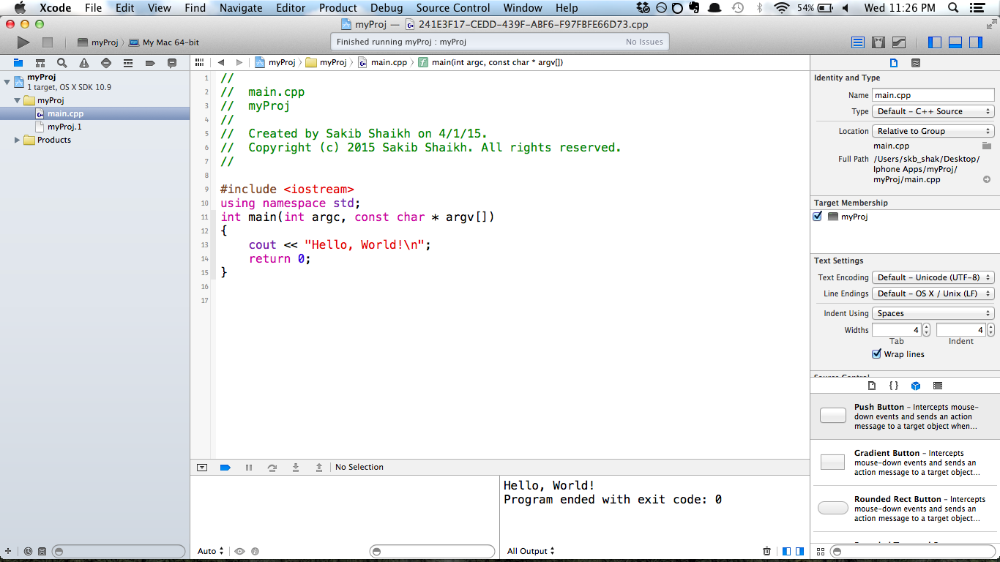 Xcode File Edit View Find Navigate Editor Product Debug Source Control Window Help 54% Wed 11:26 PM
myProj — 241E3F17-CEDD-439F-ABF6-F97FBFE66D73.cpp
myProj My Mac 64-bit
Finished running myProj : myProj No Issues
myProj
1 target, OS X SDK 10.9
myProj
main.cpp
myProj.1
Products
myProj myProj main.cpp main(int argc, const char * argv[])
1 //
2 // main.cpp
3 // myProj
4 //
5 // Created by Sakib Shaikh on 4/1/15.
6 // Copyright (c) 2015 Sakib Shaikh. All rights reserved.
7 //
8
9 #include <iostream>
10 using namespace std;
11 int main(int argc, const char * argv[])
12 {
13 cout << "Hello, World!\n";
14 return 0;
15 }
16
17
No Selection
Hello, World!
Program ended with exit code: 0
Auto
All Output
Identity and Type
Name main.cpp
Type Default - C++ Source
Location Relative to Group
main.cpp
Full Path /Users/skb_shak/Desktop/
Iphone Apps/myProj/
myProj/main.cpp
Target Membership
myProj
Text Settings
Text Encoding Default - Unicode (UTF-8)
Line Endings Default - OS X / Unix (LF)
Indent Using Spaces
Widths 4 4
Tab Indent
Wrap lines
Source Control
{ }
Push Button - Intercepts mouse-
down events and sends an action
message to a target object when...
Gradient Button - Intercepts
mouse-down events and sends an
action message to a target object...
Rounded Rect Button - Intercepts
mouse-down events and sends an
action message to a target object...